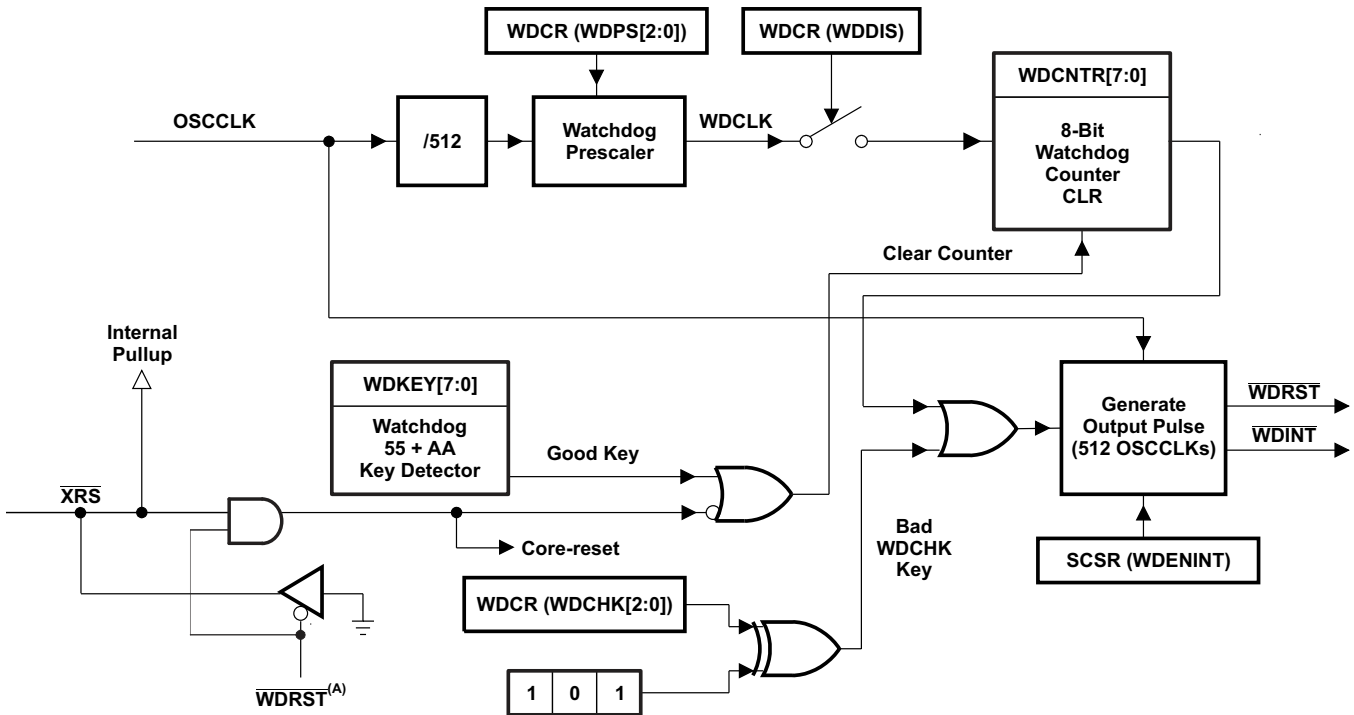 WDCR (WDPS[2:0])
WDCR (WDDIS)
WDCNTR[7:0]
OSCCLK
/512
Watchdog
Prescaler
WDCLK
8-Bit
Watchdog
Counter
CLR
Clear Counter
Internal
Pullup
WDKEY[7:0]
Watchdog
55 + AA
Key Detector
Good Key
Generate
Output Pulse
(512 OSCCLKs)
WDRST
WDINT
XRS
Core-reset
Bad
WDCHK
Key
SCSR (WDENINT)
WDCR (WDCHK[2:0])
WDRST(A)
1 0 1